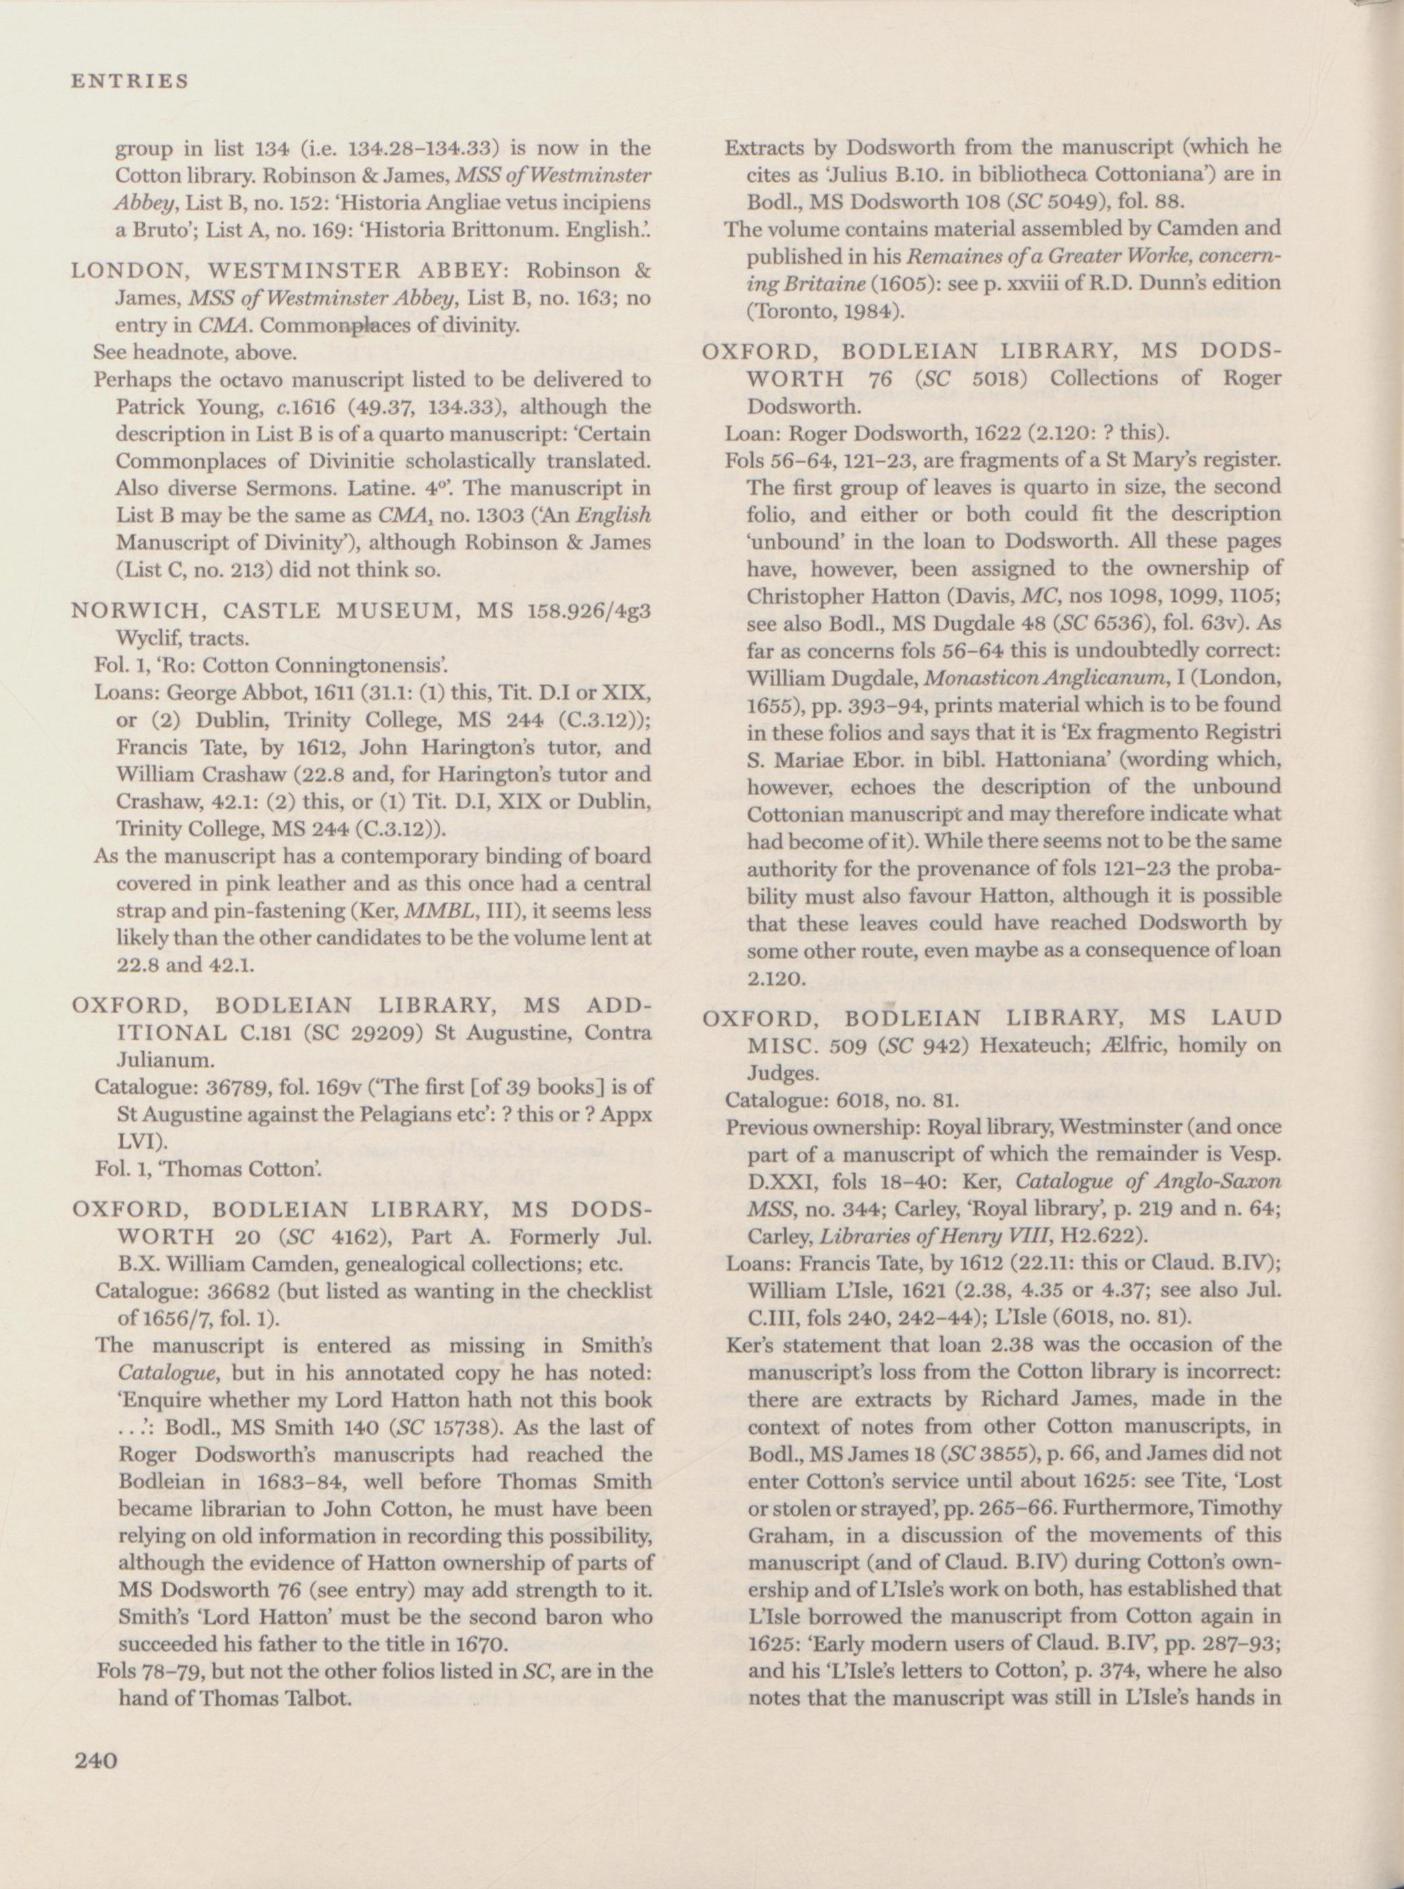 ENTRIES
group in list 134 (i.e. 134.28–134.33) is now in the
Cotton library. Robinson & James, MSS of Westminster
Abbey, List B, no. 152: ‘Historia Angliae vetus incipiens
a Bruto’; List A, no. 169: ‘Historia Brittonum. English.’.
LONDON, WESTMINSTER ABBEY: Robinson &
James, MSS of Westminster Abbey, List B, no. 163; no
entry in CMA. Commonplaces of divinity.
See headnote, above.
Perhaps the octavo manuscript listed to be delivered to
Patrick Young, c.1616 (49.37, 134.33), although the
description in List B is of a quarto manuscript: ‘Certain
Commonplaces of Divinitie scholastically translated.
Also diverse Sermons. Latine. 4º’. The manuscript in
List B may be the same as CMA, no. 1303 (‘An English
Manuscript of Divinity’), although Robinson & James
(List C, no. 213) did not think so.
NORWICH, CASTLE MUSEUM, MS 158.926/4g3
Wyclif, tracts.
Fol. 1, ‘Ro: Cotton Conningtonensis’.
Loans: George Abbot, 1611 (31.1: (1) this, Tit. D.I or XIX,
or (2) Dublin, Trinity College, MS 244 (C.3.12));
Francis Tate, by 1612, John Harington’s tutor, and
William Crashaw (22.8 and, for Harington’s tutor and
Crashaw, 42.1: (2) this, or (1) Tit. D.I, XIX or Dublin,
Trinity College, MS 244 (C.3.12)).
As the manuscript has a contemporary binding of board
covered in pink leather and as this once had a central
strap and pin-fastening (Ker, MMBL, III), it seems less
likely than the other candidates to be the volume lent at
22.8 and 42.1.
OXFORD, BODLEIAN LIBRARY, MS ADD-
ITIONAL C.181 (SC 29209) St Augustine, Contra
Julianum.
Catalogue: 36789, fol. 169v (‘The first [of 39 books] is of
St Augustine against the Pelagians etc’: ? this or ? Appx
LVI).
Fol. 1, ‘Thomas Cotton’.
OXFORD, BODLEIAN LIBRARY, MS DODS-
WORTH 20 (SC 4162), Part A. Formerly Jul.
B.X. William Camden, genealogical collections; etc.
Catalogue: 36682 (but listed as wanting in the checklist
of 1656/7, fol. 1).
The manuscript is entered as missing in Smith’s
Catalogue, but in his annotated copy he has noted:
‘Enquire whether my Lord Hatton hath not this book
...’: Bodl., MS Smith 140 (SC 15738). As the last of
Roger Dodsworth’s manuscripts had reached the
Bodleian in 1683–84, well before Thomas Smith
became librarian to John Cotton, he must have been
relying on old information in recording this possibility,
although the evidence of Hatton ownership of parts of
MS Dodsworth 76 (see entry) may add strength to it.
Smith’s ‘Lord Hatton’ must be the second baron who
succeeded his father to the title in 1670.
Fols 78–79, but not the other folios listed in SC, are in the
hand of Thomas Talbot.
Extracts by Dodsworth from the manuscript (which he
cites as ‘Julius B.10. in bibliotheca Cottoniana’) are in
Bodl., MS Dodsworth 108 (SC 5049), fol. 88.
The volume contains material assembled by Camden and
published in his Remaines of a Greater Worke, concern-
ing Britaine (1605): see p. xxviii of R.D. Dunn’s edition
(Toronto, 1984).
OXFORD, BODLEIAN LIBRARY, MS DODS-
WORTH 76 (SC 5018) Collections of Roger
Dodsworth.
Loan: Roger Dodsworth, 1622 (2.120: ? this).
Fols 56–64, 121–23, are fragments of a St Mary’s register.
The first group of leaves is quarto in size, the second
folio, and either or both could fit the description
‘unbound’ in the loan to Dodsworth. All these pages
have, however, been assigned to the ownership of
Christopher Hatton (Davis, MC, nos 1098, 1099, 1105;
see also Bodl., MS Dugdale 48 (SC 6536), fol. 63v). As
far as concerns fols 56–64 this is undoubtedly correct:
William Dugdale, Monasticon Anglicanum, I (London,
1655), pp. 393–94, prints material which is to be found
in these folios and says that it is ‘Ex fragmento Registri
S. Mariae Ebor. in bibl. Hattoniana’ (wording which,
however, echoes the description of the unbound
Cottonian manuscript and may therefore indicate what
had become of it). While there seems not to be the same
authority for the provenance of fols 121–23 the proba-
bility must also favour Hatton, although it is possible
that these leaves could have reached Dodsworth by
some other route, even maybe as a consequence of loan
2.120.
OXFORD, BODLEIAN LIBRARY, MS LAUD
MISC. 509 (SC 942) Hexateuch; Ælfric, homily on
Judges.
Catalogue: 6018, no. 81.
Previous ownership: Royal library, Westminster (and once
part of a manuscript of which the remainder is Vesp.
D.XXI, fols 18–40: Ker, Catalogue of Anglo-Saxon
MSS, no. 344; Carley, ‘Royal library’, p. 219 and n. 64;
Carley, Libraries of Henry VIII, H2.622).
Loans: Francis Tate, by 1612 (22.11: this or Claud. B.IV);
William L’Isle, 1621 (2.38, 4.35 or 4.37; see also Jul.
C.III, fols 240, 242–44); L’Isle (6018, no. 81).
Ker’s statement that loan 2.38 was the occasion of the
manuscript’s loss from the Cotton library is incorrect:
there are extracts by Richard James, made in the
context of notes from other Cotton manuscripts, in
Bodl., MS James 18 (SC 3855), p. 66, and James did not
enter Cotton’s service until about 1625: see Tite, ‘Lost
or stolen or strayed’, pp. 265–66. Furthermore, Timothy
Graham, in a discussion of the movements of this
manuscript (and of Claud. B.IV) during Cotton’s own-
ership and of L’Isle’s work on both, has established that
L’Isle borrowed the manuscript from Cotton again in
1625: ‘Early modern users of Claud. B.IV’, pp. 287–93;
and his ‘L’Isle’s letters to Cotton’, p. 374, where he also
notes that the manuscript was still in L’Isle’s hands in
240